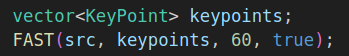 vector<KeyPoint> keypoints;
FAST(src, keypoints, 60, true);